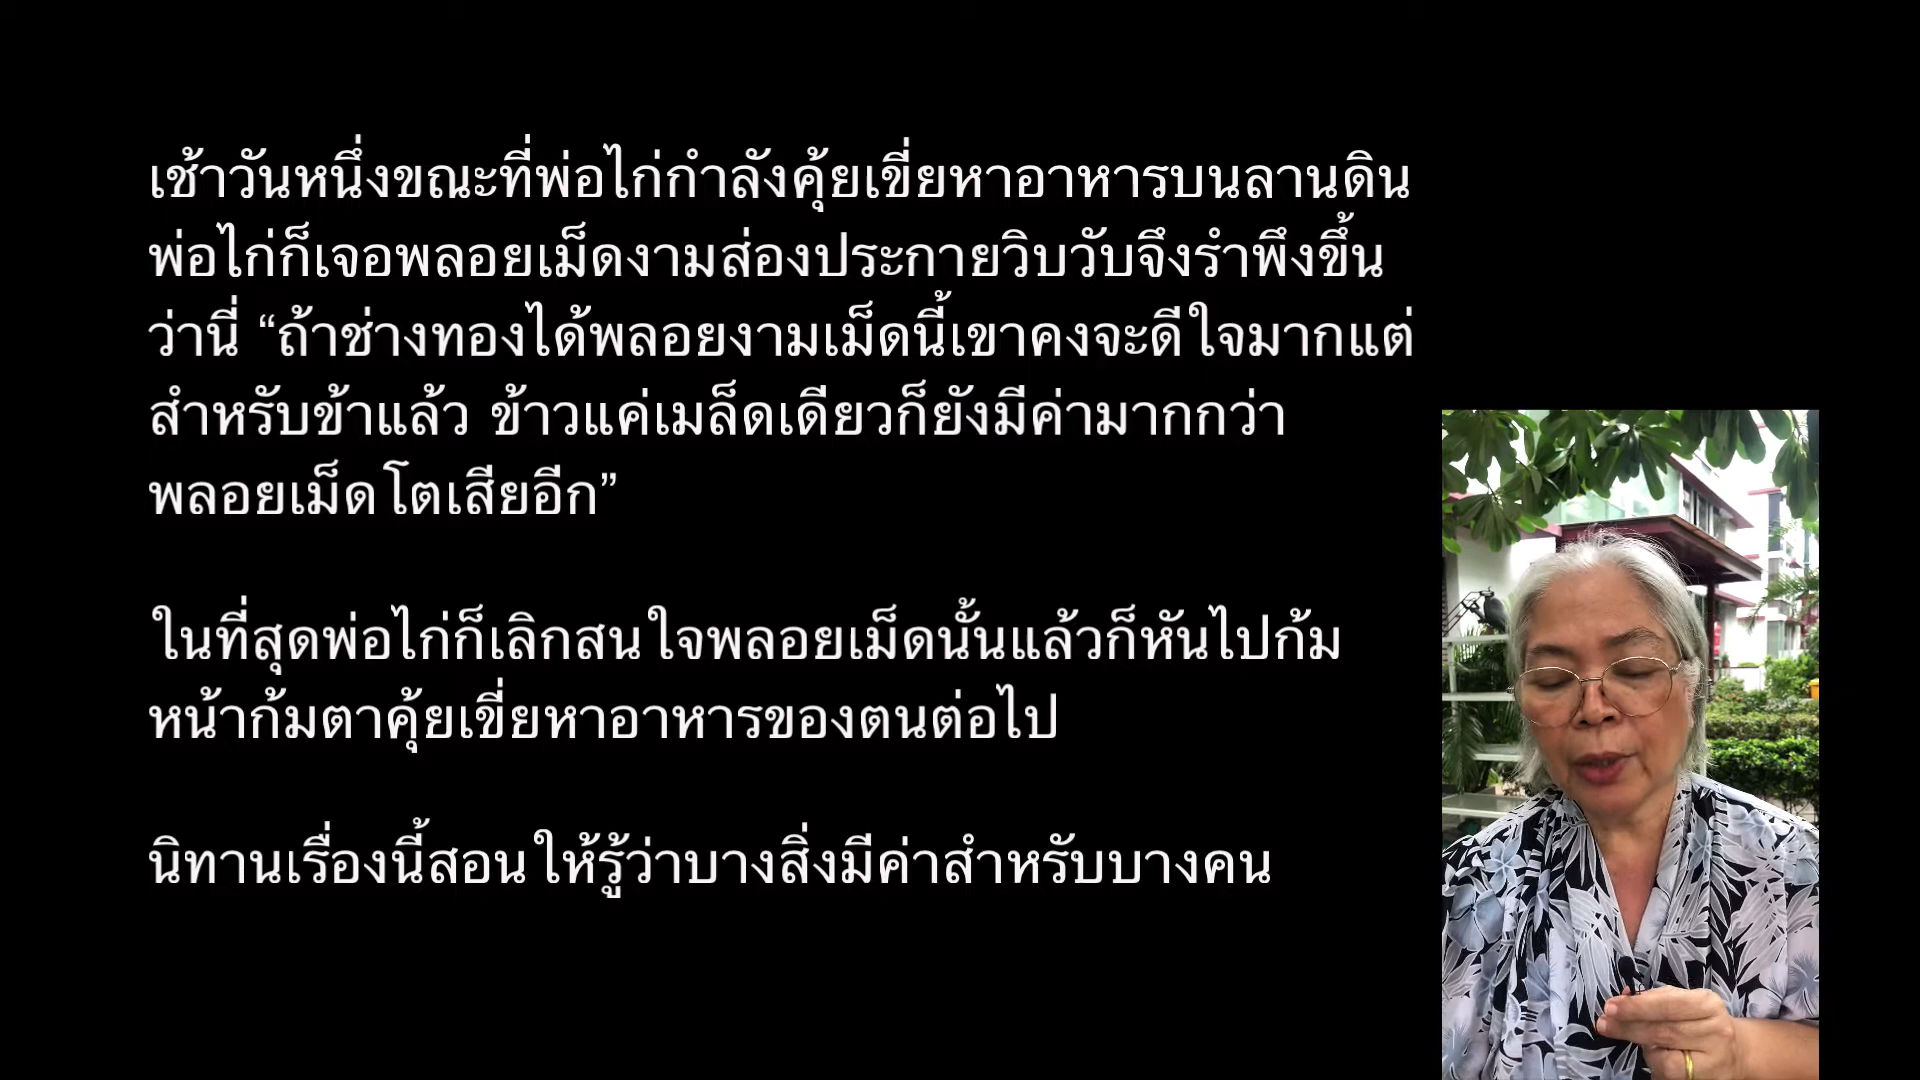 เช้าวันหนึ่งขณะที่พ่อไก่กำลังคุ้ยเขี่ยหาอาหารบนลานดิน
พ่อไก่ก็เจอพลอยเม็ดงามส่องประกายวิบวับจึงรำพึงขึ้น
ว่านี่ “ถ้าช่างทองได้พลอยงามเม็ดนี้เขาคงจะดีใจมากแต่
สำหรับข้าแล้ว ข้าวแค่เมล็ดเดียวก็ยังมีค่ามากกว่า
พลอยเม็ดโตเสียอีก”
ในที่สุดพ่อไก่ก็เลิกสนใจพลอยเม็ดนั้นแล้วก็หันไปก้ม
หน้าก้มตาคุ้ยเขี่ยหาอาหารของตนต่อไป
นิทานเรื่องนี้สอนให้รู้ว่าบางสิ่งมีค่าสำหรับบางคน